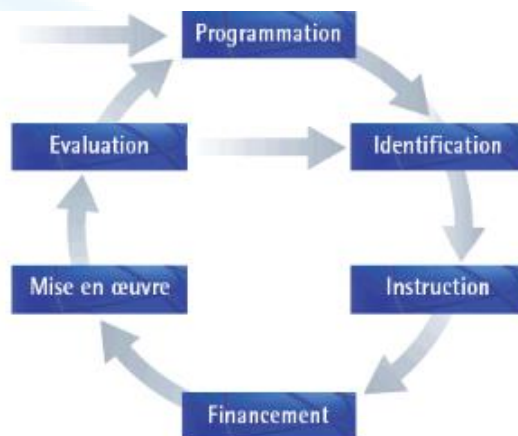 Programmation
Evaluation
Identification
Mise en œuvre
Instruction
Financement